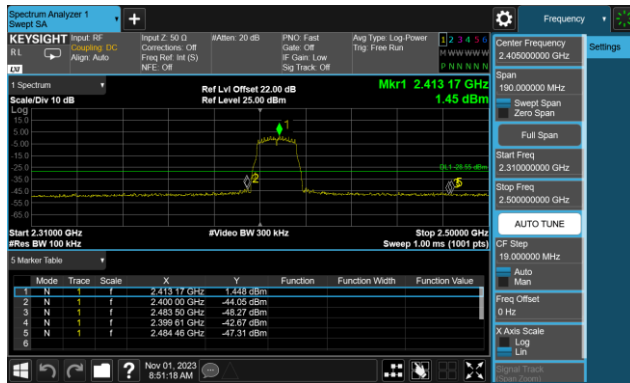 Spectrum Analyzer 1
Swept SA
Frequency
KEYSIGHT
RL
LXI
Input: RF
Coupling: DC
Align: Auto
Input Z: 50 Ω
Corrections: Off
Freq Ref: Int (S)
NFE: Off
#Atten: 20 dB
PNO: Fast
Gate: Off
IF Gain: Low
Sig Track: Off
Avg Type: Log-Power
Trig: Free Run
1 2 3 4 5 6
M W W W W W
P N N N N N
1 Spectrum
Scale/Div 10 dB
Ref Lvl Offset 22.00 dB
Ref Level 25.00 dBm
Mkr1 2.413 17 GHz
1.45 dBm
Log
15.0
5.00
-5.00
-15.0
-25.0
-35.0
-45.0
-55.0
-65.0
1
2
5
DL1 -28.55 dBm
Start 2.31000 GHz
#Res BW 100 kHz
#Video BW 300 kHz
Stop 2.50000 GHz
Sweep 1.00 ms (1001 pts)
5 Marker Table
Mode Trace Scale X Y Function Function Width Function Value
1 N 1 f 2.413 17 GHz 1.448 dBm
2 N 1 f 2.400 00 GHz -44.05 dBm
3 N 1 f 2.483 50 GHz -48.27 dBm
4 N 1 f 2.399 61 GHz -42.67 dBm
5 N 1 f 2.484 46 GHz -47.31 dBm
6
?
Nov 01, 2023
8:51:18 AM
Center Frequency
2.405000000 GHz
Settings
Span
190.000000 MHz
Swept Span
Zero Span
Full Span
Start Freq
2.310000000 GHz
Stop Freq
2.500000000 GHz
AUTO TUNE
CF Step
19.000000 MHz
Auto
Man
Freq Offset
0 Hz
X Axis Scale
Log
Lin
Signal Track
(Span Zoom)